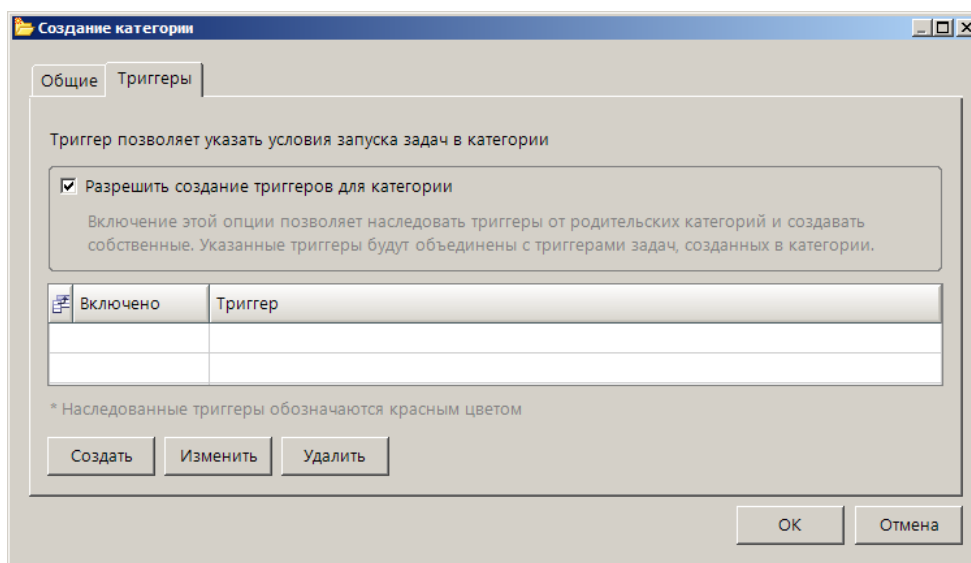 Создание категории
Общие
Триггеры
Триггер позволяет указать условия запуска задач в категории
Разрешить создание триггеров для категории
Включение этой опции позволяет наследовать триггеры от родительских категорий и создавать
собственные. Указанные триггеры будут объединены с триггерами задач, созданных в категории.
Включено
Триггер
* Наследованные триггеры обозначаются красным цветом
Создать
Изменить
Удалить
ОК
Отмена